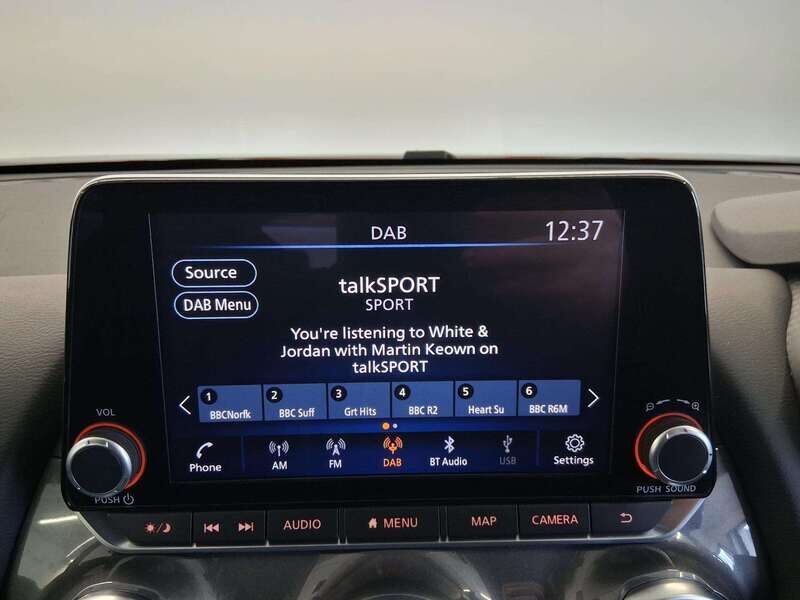 DAB
12:37
Source
DAB Menu
talkSPORT
SPORT
You're listening to White &
Jordan with Martin Keown on
talkSPORT
1 2 3 4 5 6
BBCNorfk BBC Suff Grt Hits BBC R2 Heart Su BBC R6M
Phone AM FM DAB BT Audio USB Settings
VOL
PUSH
PUSH SOUND
AUDIO MENU MAP CAMERA